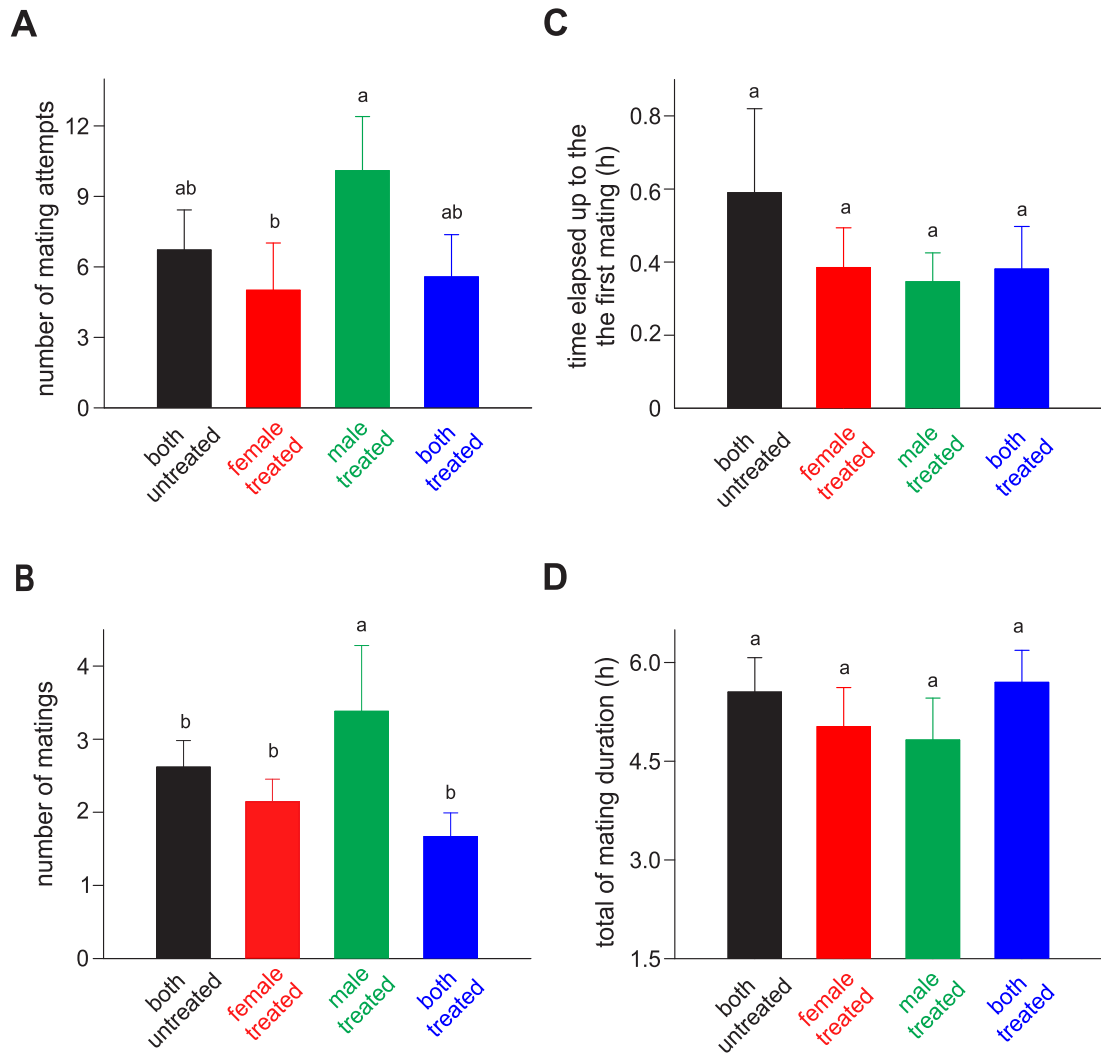 A
number of mating attempts
12
9
6
3
0
ab
b
a
ab
both
untreated
female
treated
male
treated
both
treated
C
time elapsed up to the
the first mating (h)
0.8
0.6
0.4
0.2
0
a
a
a
a
both
untreated
female
treated
male
treated
both
treated
B
number of matings
4
3
2
1
0
b
b
a
b
both
untreated
female
treated
male
treated
both
treated
D
total of mating duration (h)
6.0
4.5
3.0
1.5
a
a
a
a
both
untreated
female
treated
male
treated
both
treated